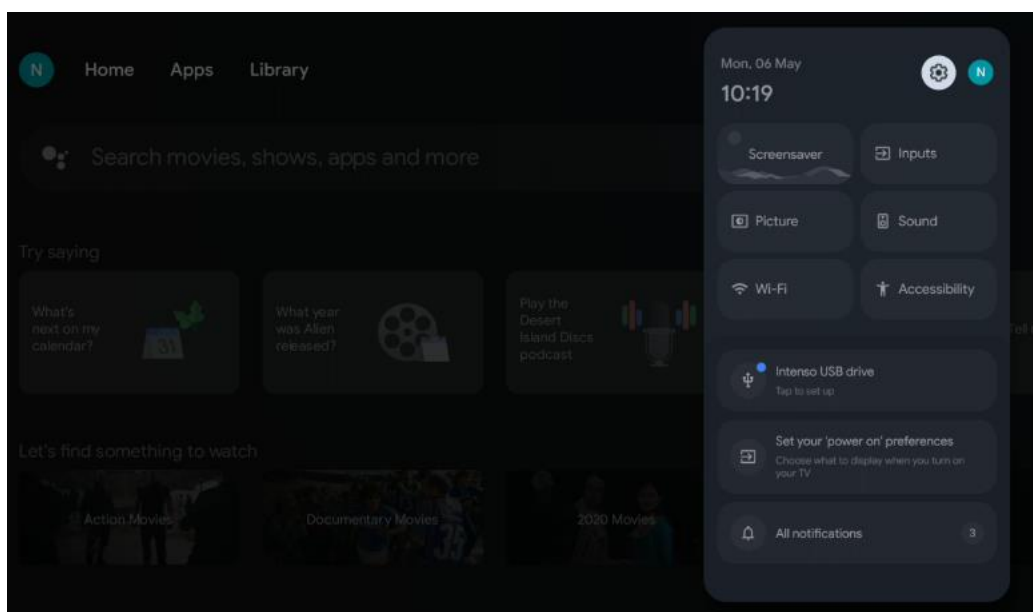 N
Home
Apps
Library
Search movies, shows, apps and more
Try saying
What's
next on my
calendar?
31
What year
was Alien
released?
Play the
Desert
Island Discs
podcast
Tell
Let's find something to watch
Action Movies
Documentary Movies
2020 Movies
Mon, 06 May
10:19
N
Screensaver
Inputs
Picture
Sound
Wi-Fi
Accessibility
Intenso USB drive
Tap to set up
Set your 'power on' preferences
Choose what to display when you turn on
your TV
All notifications
3